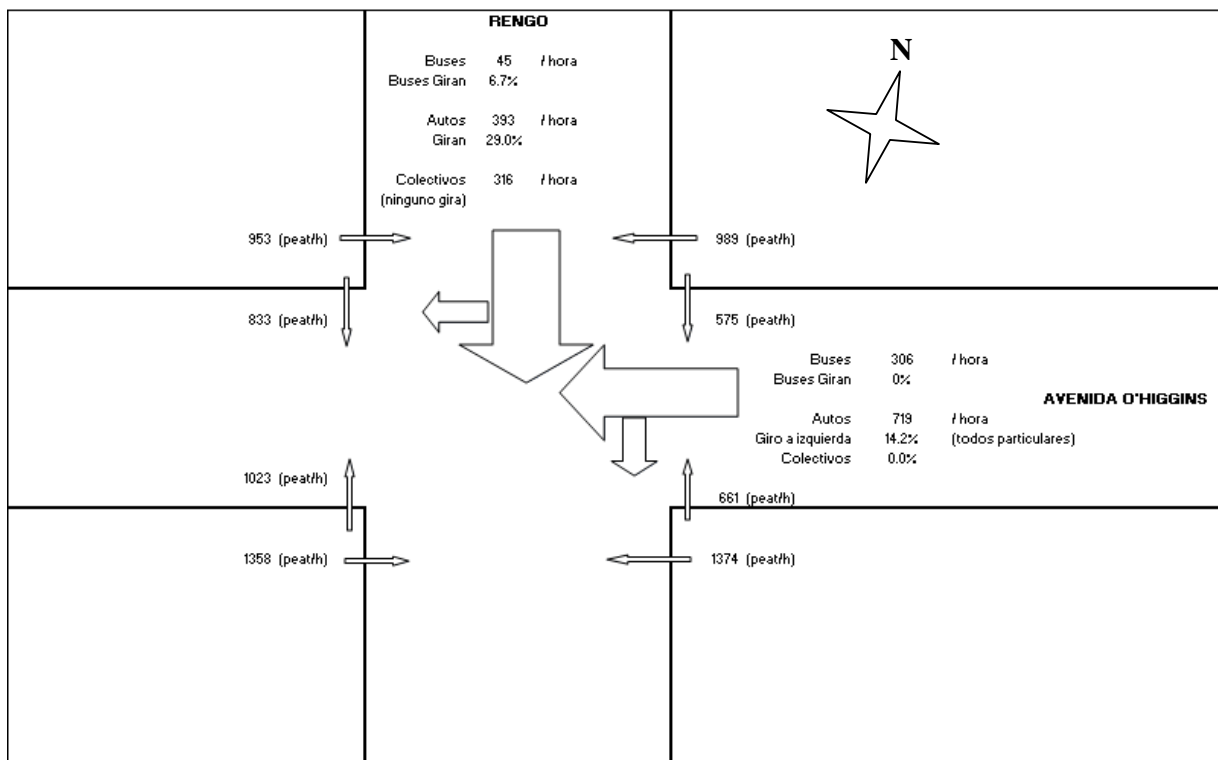 RENGO
N
Buses 45 / hora
Buses Giran 6.7%
Autos 393 / hora
Giran 29.0%
Colectivos 316 / hora
(ninguno gira)
953 (peat/h)
989 (peat/h)
833 (peat/h)
575 (peat/h)
Buses 306 / hora
Buses Giran 0%
AVENIDA O'HIGGINS
Autos 719 / hora
Giro a izquierda 14.2% (todos particulares)
Colectivos 0.0%
1023 (peat/h)
661 (peat/h)
1358 (peat/h)
1374 (peat/h)